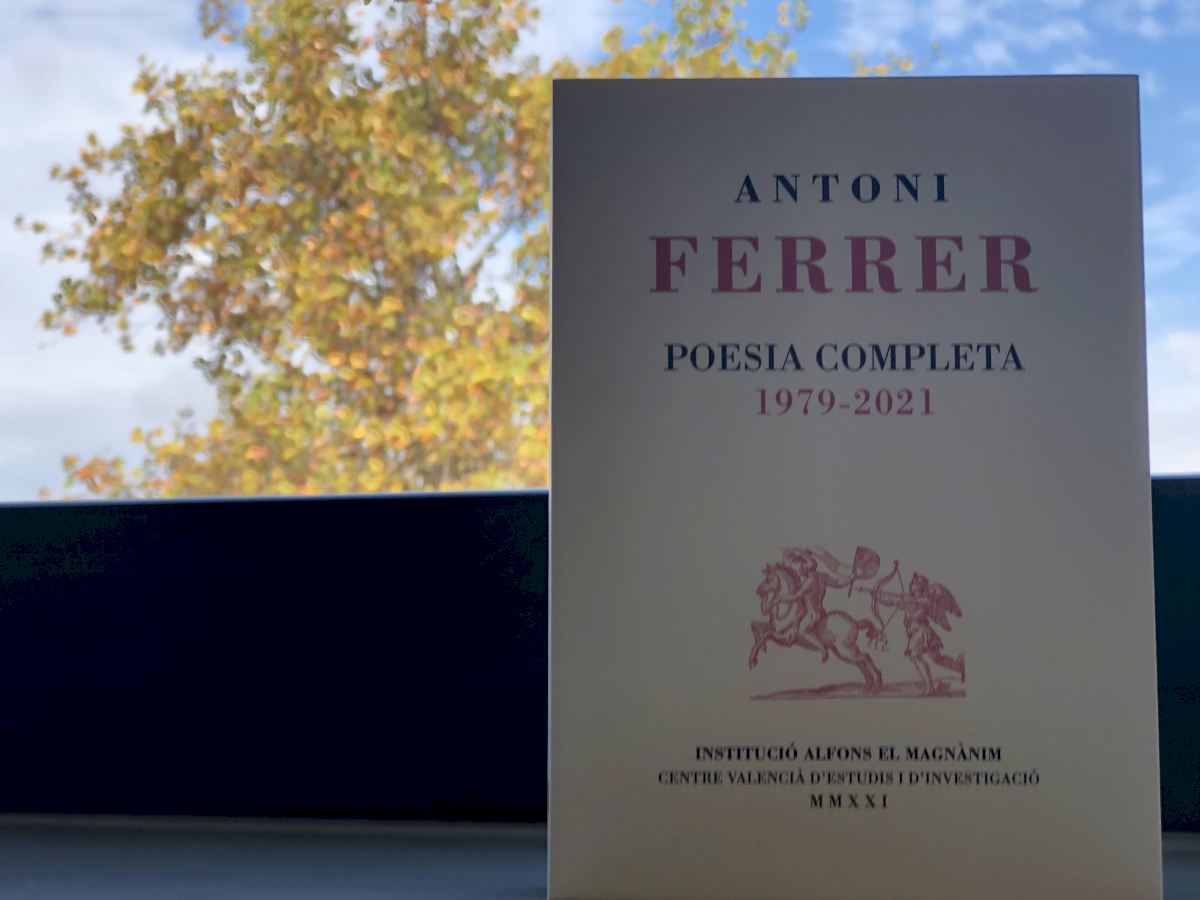 ANTONI
FERRER
POESIA COMPLETA
1979-2021
INSTITUCIÓ ALFONS EL MAGNÀNIM
CENTRE VALENCIÀ D'ESTUDIS I D'INVESTIGACIÓ
MMXXI